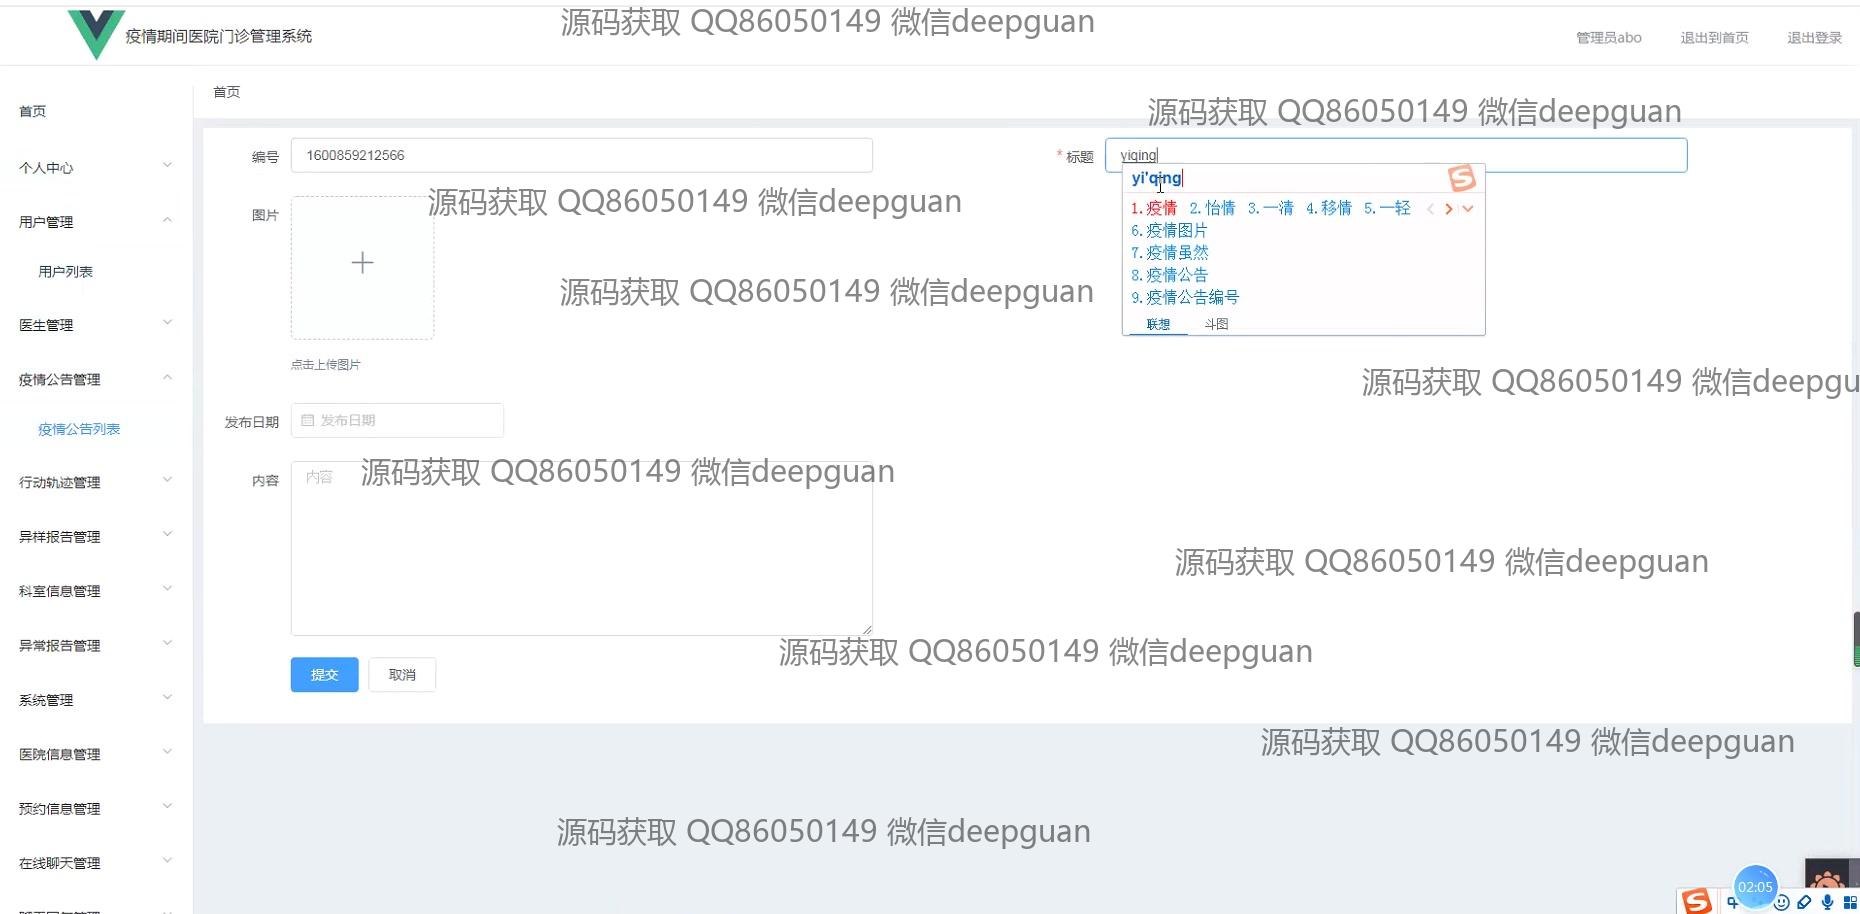 源码获取 QQ86050149 微信deepguan
疫情期间医院门诊管理系统
管理员abo
退出到首页
退出登录
首页
首页
源码获取 QQ86050149 微信deepguan
个人中心
用户管理
用户列表
医生管理
疫情公告管理
疫情公告列表
行动轨迹管理
异样报告管理
科室信息管理
异常报告管理
系统管理
医院信息管理
预约信息管理
在线聊天管理
编号
1600859212566
* 标题
yiqing
yi'qing
1.疫情 2.怡情 3.一清 4.移情 5.一轻
6.疫情图片
7.疫情虽然
8.疫情公告
9.疫情公告编号
联想 斗图
图片
源码获取 QQ86050149 微信deepguan
源码获取 QQ86050149 微信deepguan
点击上传图片
源码获取 QQ86050149 微信deepgu
发布日期
发布日期
内容
内容
源码获取 QQ86050149 微信deepguan
源码获取 QQ86050149 微信deepguan
源码获取 QQ86050149 微信deepguan
提交
取消
源码获取 QQ86050149 微信deepguan
源码获取 QQ86050149 微信deepguan
02:05